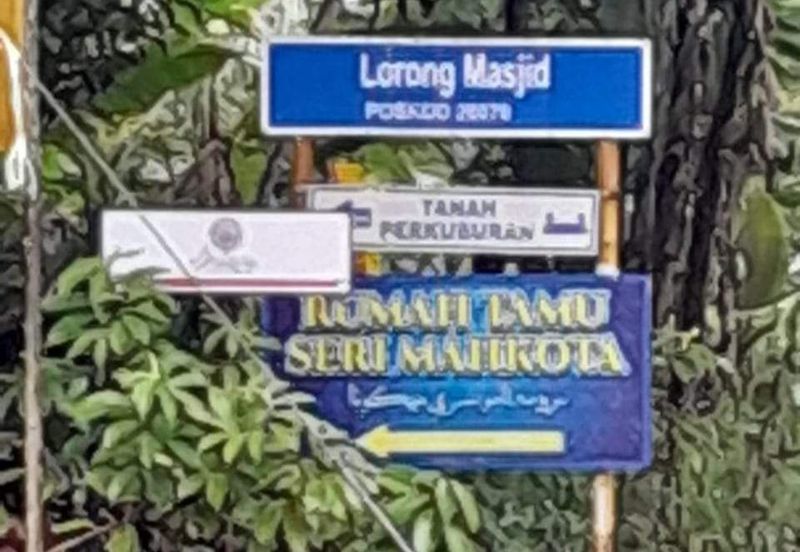 Lorong Masjid
POSKOD
TANAH
PERKUBURAN
RUMAH TAMU
SERI MAHKOTA